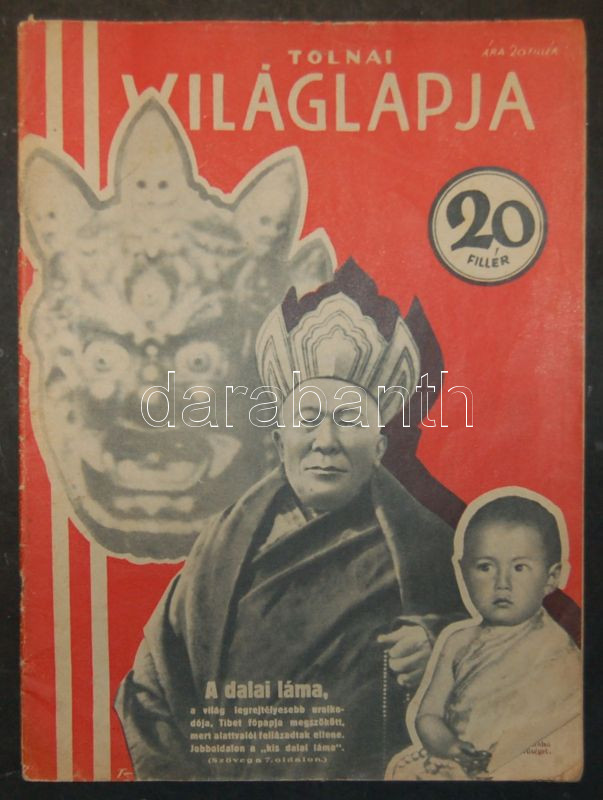 TOLNAI
ÁRA 20 FILLÉR
VILÁGLAPJA
20
FILLÉR
darabanth
A dalai láma,
a világ legrejtélyesebb uralko-
dója, Tibet főpapja megszökött,
mert alattvalói fellázadtak ellene.
Jobboldalon a „kis dalai láma“.
(Szöveg a 7. oldalon.)